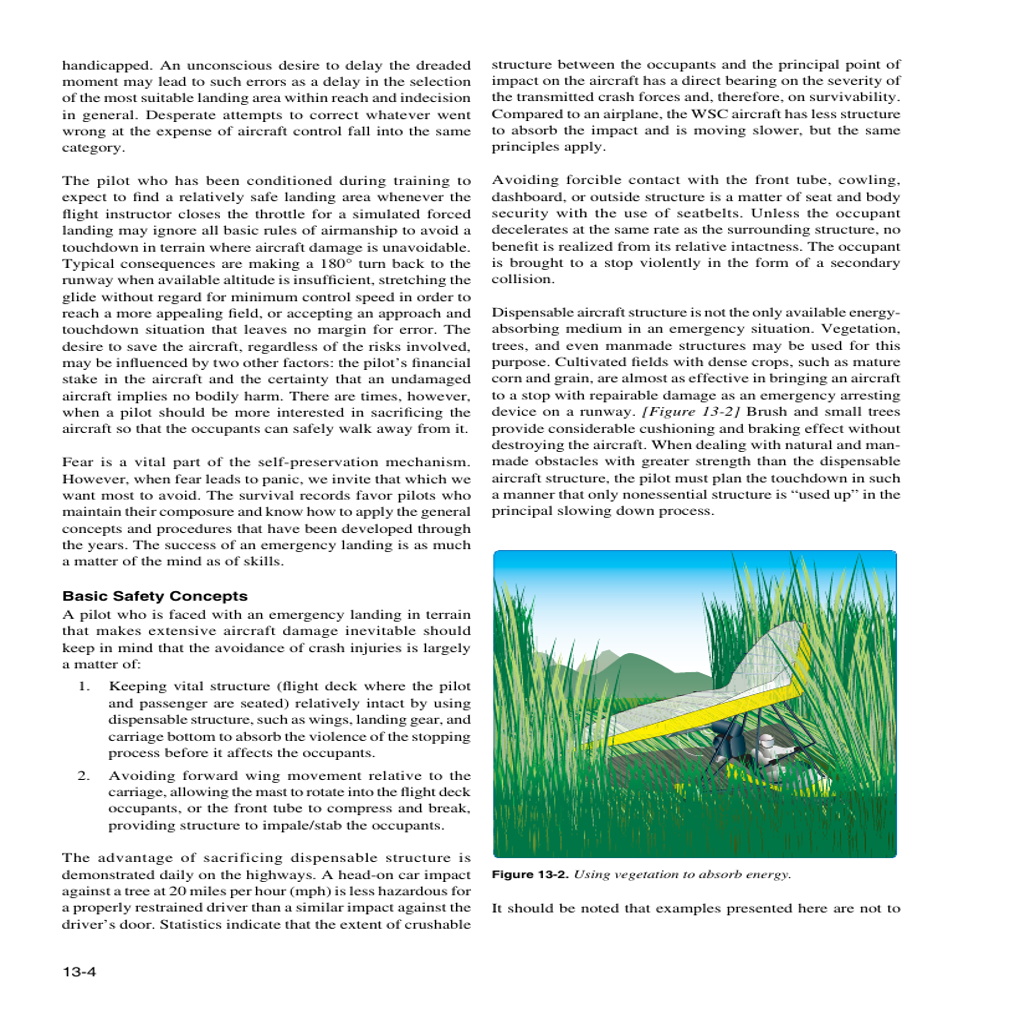 handicapped. An unconscious desire to delay the dreaded
moment may lead to such errors as a delay in the selection
of the most suitable landing area within reach and indecision
in general. Desperate attempts to correct whatever went
wrong at the expense of aircraft control fall into the same
category.
The pilot who has been conditioned during training to
expect to find a relatively safe landing area whenever the
flight instructor closes the throttle for a simulated forced
landing may ignore all basic rules of airmanship to avoid a
touchdown in terrain where aircraft damage is unavoidable.
Typical consequences are making a 180° turn back to the
runway when available altitude is insufficient, stretching the
glide without regard for minimum control speed in order to
reach a more appealing field, or accepting an approach and
touchdown situation that leaves no margin for error. The
desire to save the aircraft, regardless of the risks involved,
may be influenced by two other factors: the pilot’s financial
stake in the aircraft and the certainty that an undamaged
aircraft implies no bodily harm. There are times, however,
when a pilot should be more interested in sacrificing the
aircraft so that the occupants can safely walk away from it.
Fear is a vital part of the self-preservation mechanism.
However, when fear leads to panic, we invite that which we
want most to avoid. The survival records favor pilots who
maintain their composure and know how to apply the general
concepts and procedures that have been developed through
the years. The success of an emergency landing is as much
a matter of the mind as of skills.
Basic Safety Concepts
A pilot who is faced with an emergency landing in terrain
that makes extensive aircraft damage inevitable should
keep in mind that the avoidance of crash injuries is largely
a matter of:
1. Keeping vital structure (flight deck where the pilot
and passenger are seated) relatively intact by using
dispensable structure, such as wings, landing gear, and
carriage bottom to absorb the violence of the stopping
process before it affects the occupants.
2. Avoiding forward wing movement relative to the
carriage, allowing the mast to rotate into the flight deck
occupants, or the front tube to compress and break,
providing structure to impale/stab the occupants.
The advantage of sacrificing dispensable structure is
demonstrated daily on the highways. A head-on car impact
against a tree at 20 miles per hour (mph) is less hazardous for
a properly restrained driver than a similar impact against the
driver’s door. Statistics indicate that the extent of crushable
structure between the occupants and the principal point of
impact on the aircraft has a direct bearing on the severity of
the transmitted crash forces and, therefore, on survivability.
Compared to an airplane, the WSC aircraft has less structure
to absorb the impact and is moving slower, but the same
principles apply.
Avoiding forcible contact with the front tube, cowling,
dashboard, or outside structure is a matter of seat and body
security with the use of seatbelts. Unless the occupant
decelerates at the same rate as the surrounding structure, no
benefit is realized from its relative intactness. The occupant
is brought to a stop violently in the form of a secondary
collision.
Dispensable aircraft structure is not the only available energy-
absorbing medium in an emergency situation. Vegetation,
trees, and even manmade structures may be used for this
purpose. Cultivated fields with dense crops, such as mature
corn and grain, are almost as effective in bringing an aircraft
to a stop with repairable damage as an emergency arresting
device on a runway. [Figure 13-2] Brush and small trees
provide considerable cushioning and braking effect without
destroying the aircraft. When dealing with natural and man-
made obstacles with greater strength than the dispensable
aircraft structure, the pilot must plan the touchdown in such
a manner that only nonessential structure is “used up” in the
principal slowing down process.
Figure 13-2. Using vegetation to absorb energy.
It should be noted that examples presented here are not to
13-4